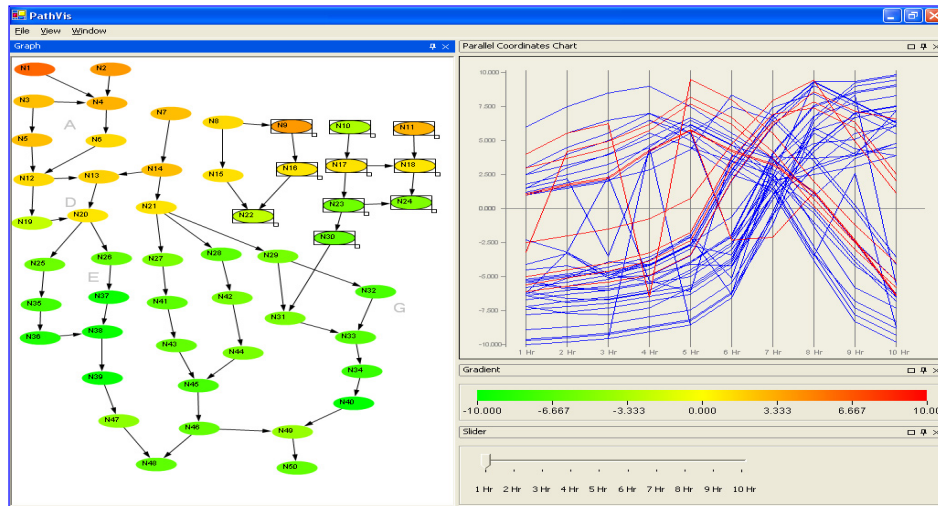 PathVis
File View Window
Graph
N1 N2
N3 N4
A
N5 N6
N7
N8 N9 N10 N11
N12 N13 N14
N15 N16 N17 N18
D
N19 N20 N21
N22 N23 N24
N30
N25 N26 N27 N28 N29
E
N32
G
N35 N37 N41 N42
N31
N36 N38
N33
N43 N44
N34
N39
N45
N40
N47 N46 N49
N48 N50
Parallel Coordinates Chart
10.000
7.500
5.000
2.500
0.000
-2.500
-5.000
-7.500
-10.000
1 Hr 2 Hr 3 Hr 4 Hr 5 Hr 6 Hr 7 Hr 8 Hr 9 Hr 10 Hr
Gradient
-10.000 -6.667 -3.333 0.000 3.333 6.667 10.00
Slider
1 Hr 2 Hr 3 Hr 4 Hr 5 Hr 6 Hr 7 Hr 8 Hr 9 Hr 10 Hr